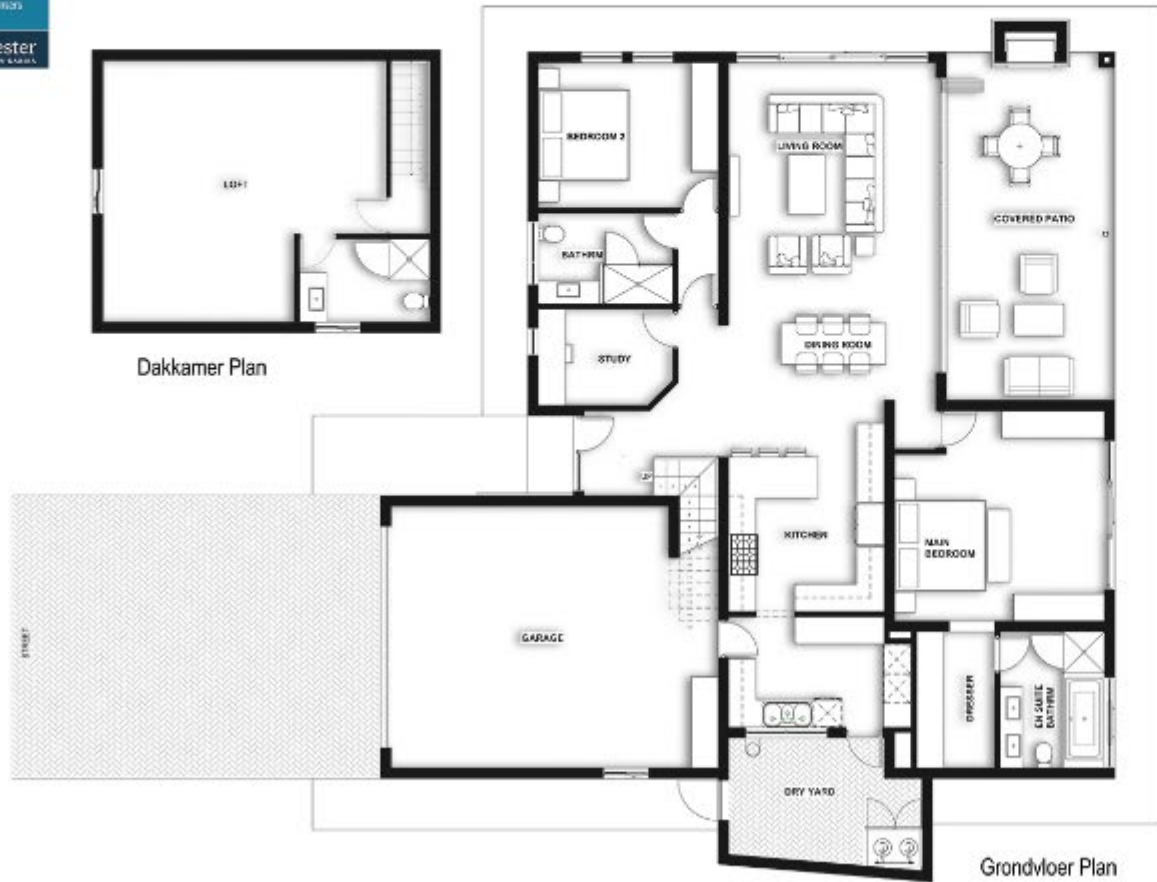 ester
LOFT
Dakkamer Plan
BEDROOM 2
LIVING ROOM
COVERED PATIO
BATHRM
STUDY
DINING ROOM
UP
KITCHEN
MAIN
BEDROOM
GARAGE
STREET
DRESSER
EN SUITE
BATHRM
DRY YARD
Grondvloer Plan